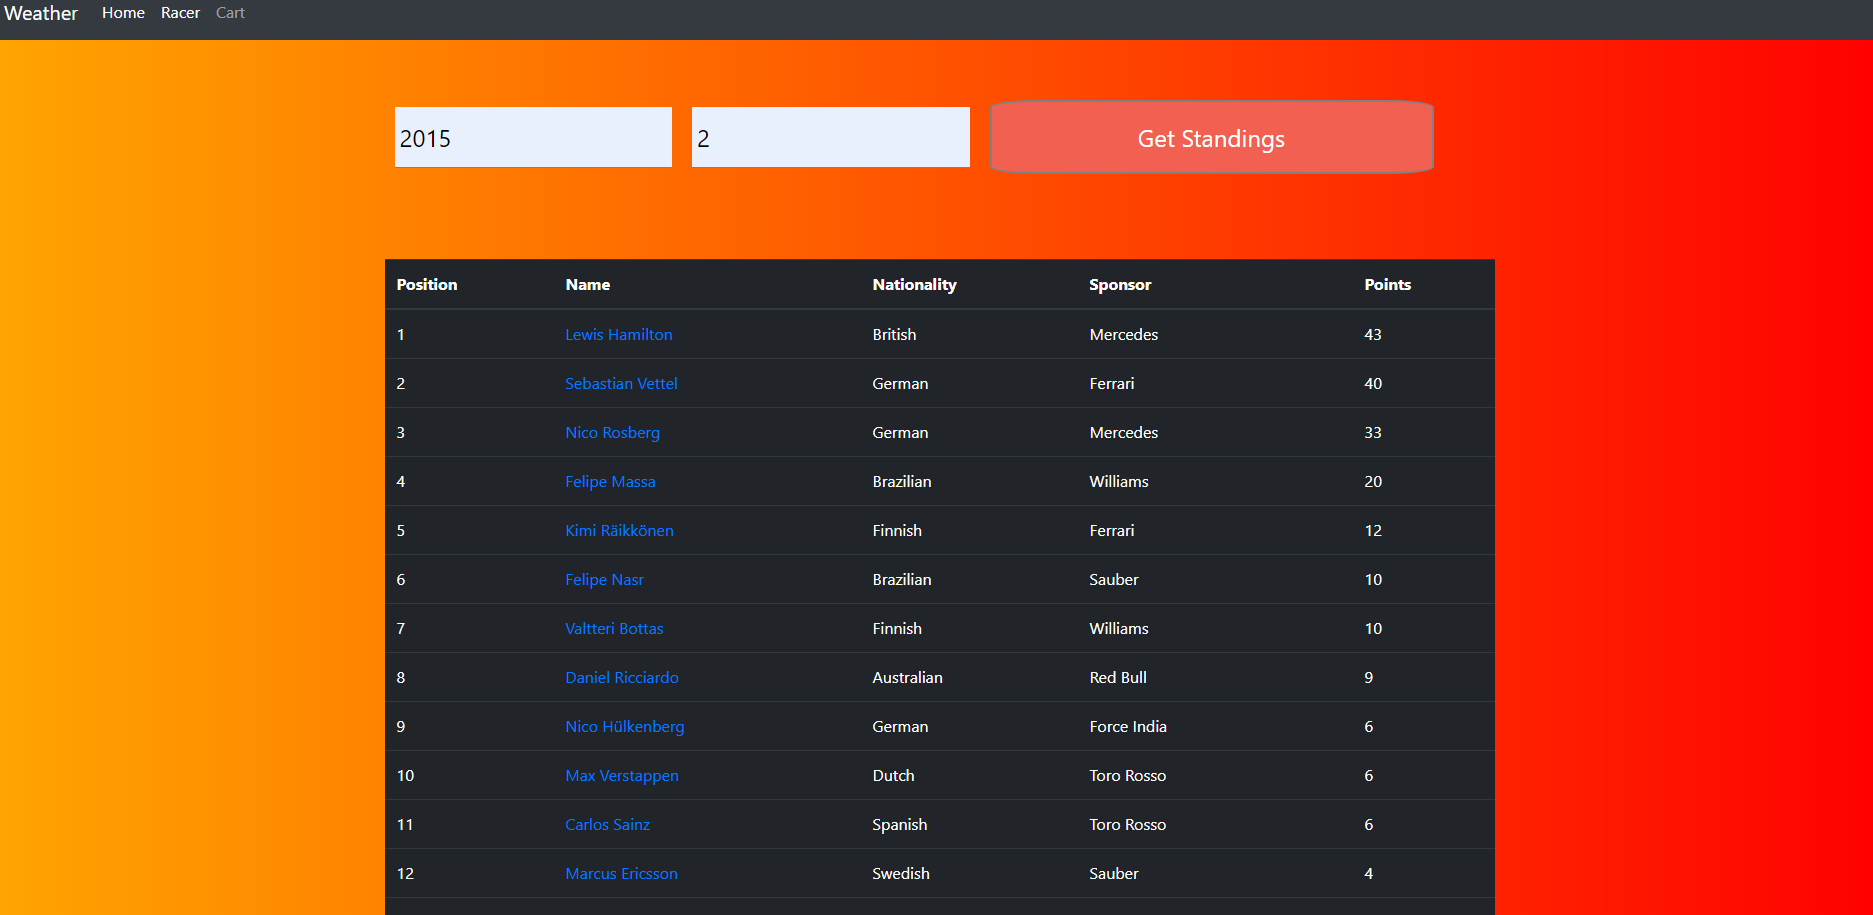 Weather Home Racer Cart
2015 2 Get Standings
Position Name Nationality Sponsor Points
1 Lewis Hamilton British Mercedes 43
2 Sebastian Vettel German Ferrari 40
3 Nico Rosberg German Mercedes 33
4 Felipe Massa Brazilian Williams 20
5 Kimi Räikkönen Finnish Ferrari 12
6 Felipe Nasr Brazilian Sauber 10
7 Valtteri Bottas Finnish Williams 10
8 Daniel Ricciardo Australian Red Bull 9
9 Nico Hülkenberg German Force India 6
10 Max Verstappen Dutch Toro Rosso 6
11 Carlos Sainz Spanish Toro Rosso 6
12 Marcus Ericsson Swedish Sauber 4